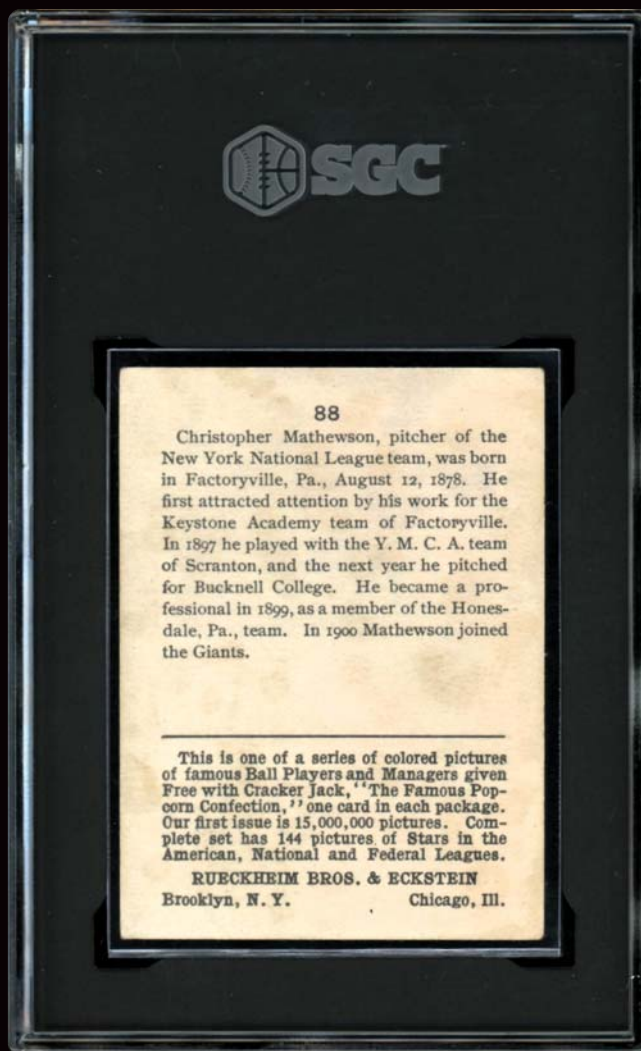 SGC
88
Christopher Mathewson, pitcher of the
New York National League team, was born
in Factoryville, Pa., August 12, 1878. He
first attracted attention by his work for the
Keystone Academy team of Factoryville.
In 1897 he played with the Y. M. C. A. team
of Scranton, and the next year he pitched
for Bucknell College. He became a pro-
fessional in 1899, as a member of the Hones-
dale, Pa., team. In 1900 Mathewson joined
the Giants.
This is one of a series of colored pictures
of famous Ball Players and Managers given
Free with Cracker Jack, "The Famous Pop-
corn Confection," one card in each package.
Our first issue is 15,000,000 pictures. Com-
plete set has 144 pictures of Stars in the
American, National and Federal Leagues.
RUECKHEIM BROS. & ECKSTEIN
Brooklyn, N. Y. Chicago, Ill.